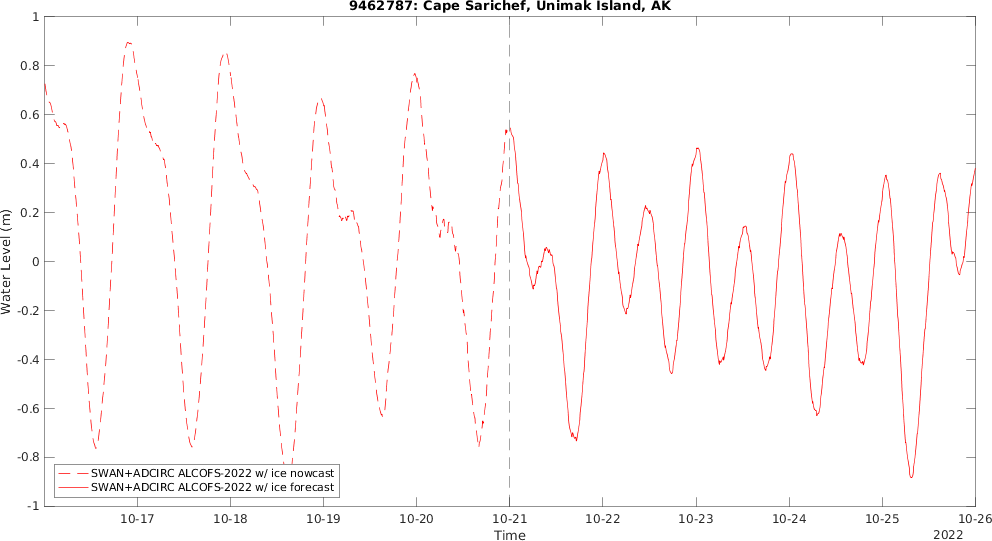 9462787: Cape Sarichef, Unimak Island, AK
1
0.8
0.6
0.4
0.2
0
-0.2
-0.4
-0.6
-0.8
-1
Water Level (m)
SWAN+ADCIRC ALCOFS-2022 w/ ice nowcast
SWAN+ADCIRC ALCOFS-2022 w/ ice forecast
10-17 10-18 10-19 10-20 10-21 10-22 10-23 10-24 10-25 10-26
Time
2022